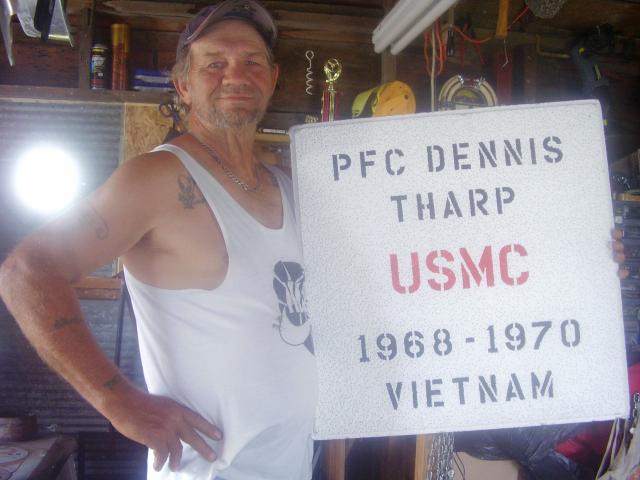 PFC DENNIS
THARP
USMC
1968-1970
VIETNAM